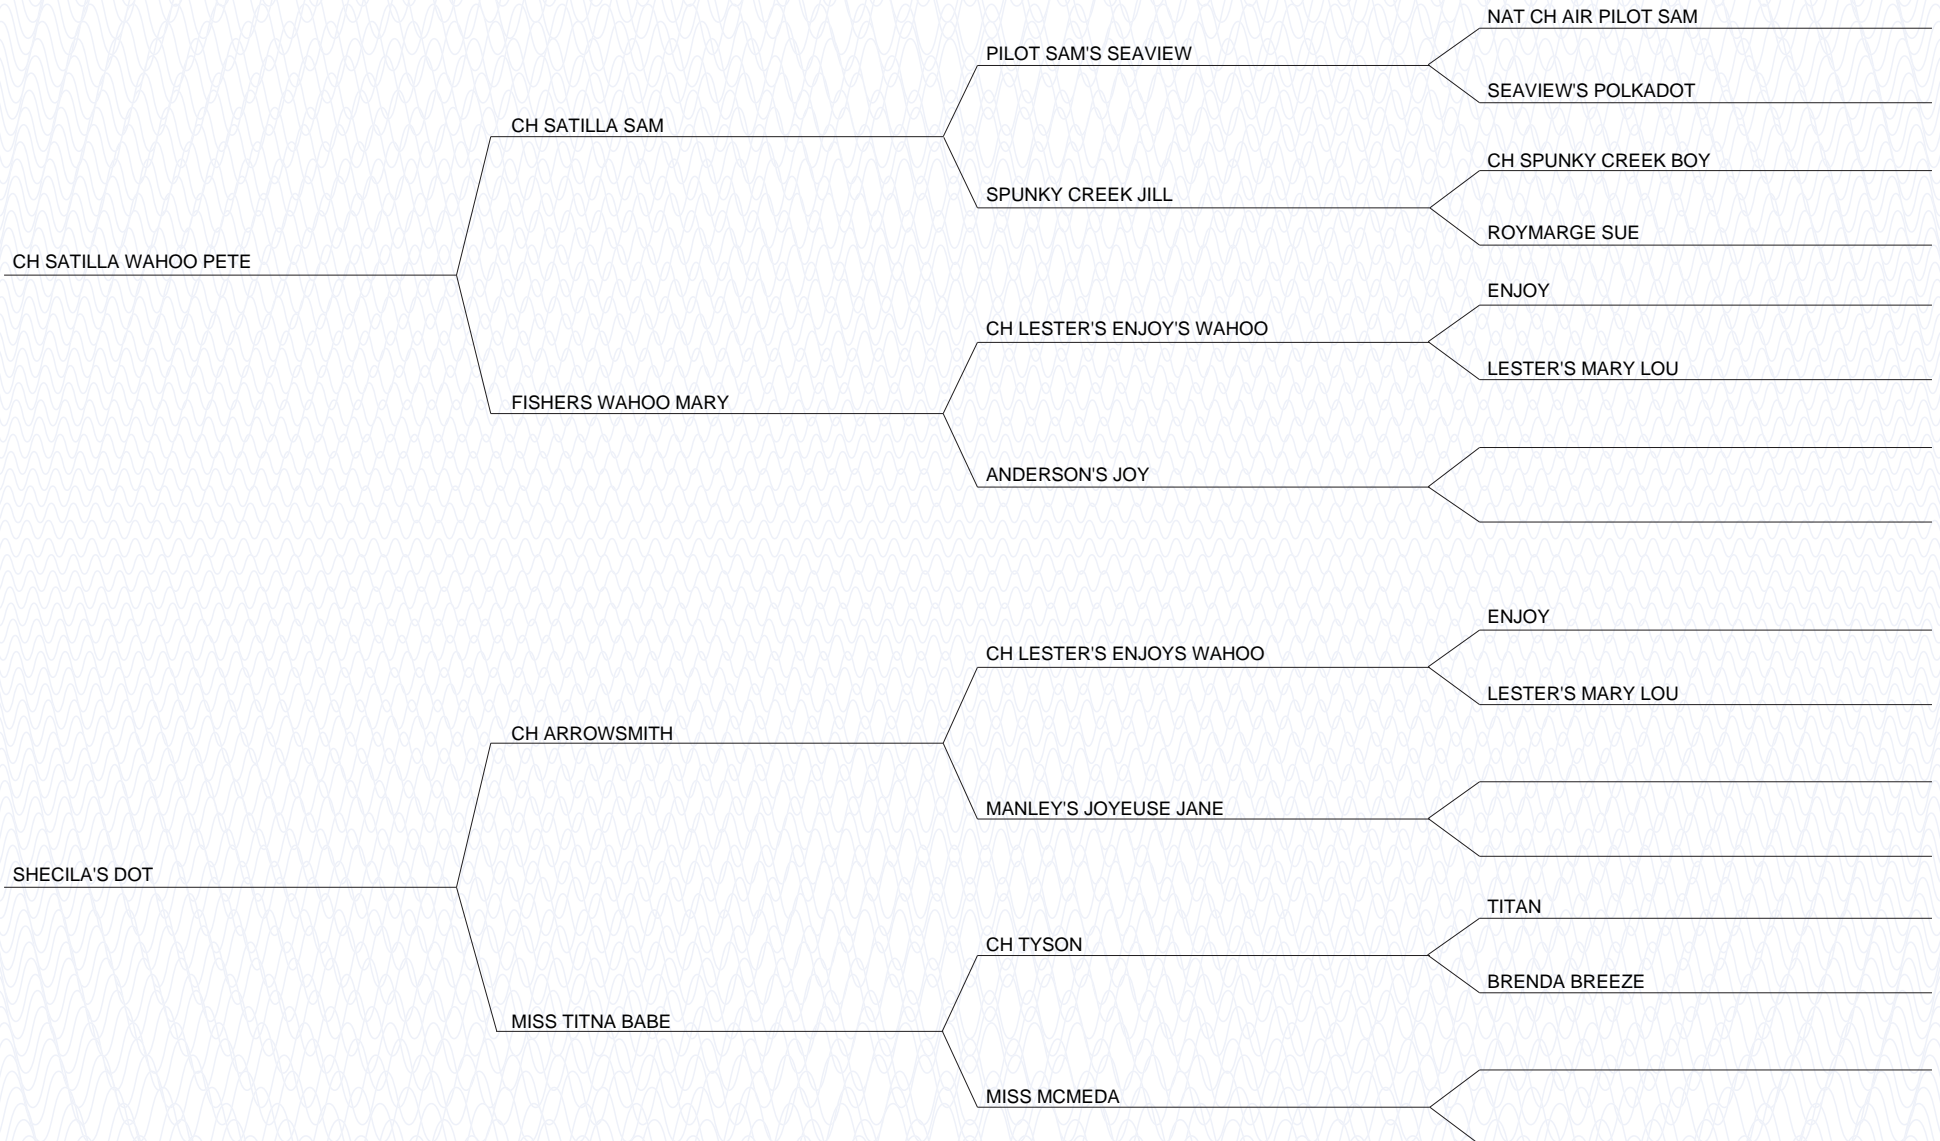 NAT CH AIR PILOT SAM
PILOT SAM'S SEAVIEW
SEAVIEW'S POLKADOT
CH SATILLA SAM
CH SPUNKY CREEK BOY
SPUNKY CREEK JILL
ROYMARGE SUE
CH SATILLA WAHOO PETE
ENJOY
CH LESTER'S ENJOY'S WAHOO
LESTER'S MARY LOU
FISHERS WAHOO MARY
ANDERSON'S JOY
ENJOY
CH LESTER'S ENJOYS WAHOO
LESTER'S MARY LOU
CH ARROWSMITH
MANLEY'S JOYEUSE JANE
SHECILA'S DOT
TITAN
CH TYSON
BRENDA BREEZE
MISS TITNA BABE
MISS MCMEDA